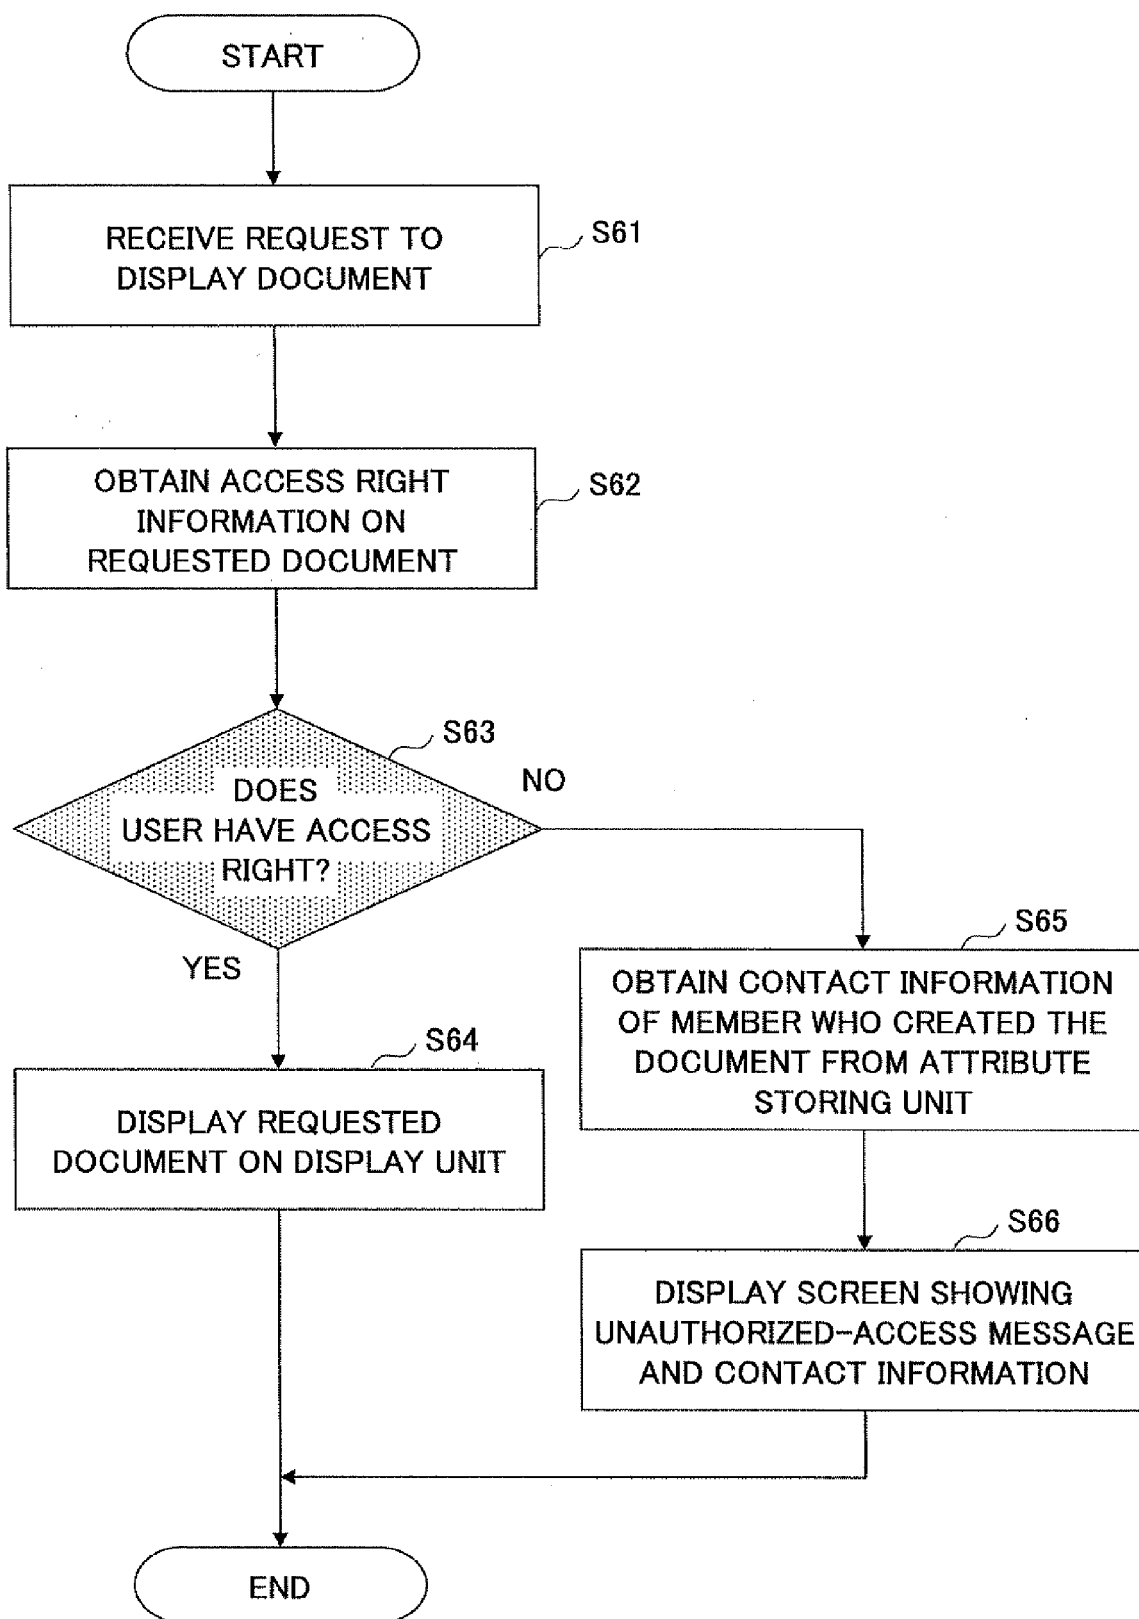 START
RECEIVE REQUEST TO
DISPLAY DOCUMENT
S61
OBTAIN ACCESS RIGHT
INFORMATION ON
REQUESTED DOCUMENT
S62
S63
DOES
USER HAVE ACCESS
RIGHT?
NO
YES
S64
DISPLAY REQUESTED
DOCUMENT ON DISPLAY UNIT
S65
OBTAIN CONTACT INFORMATION
OF MEMBER WHO CREATED THE
DOCUMENT FROM ATTRIBUTE
STORING UNIT
S66
DISPLAY SCREEN SHOWING
UNAUTHORIZED-ACCESS MESSAGE
AND CONTACT INFORMATION
END